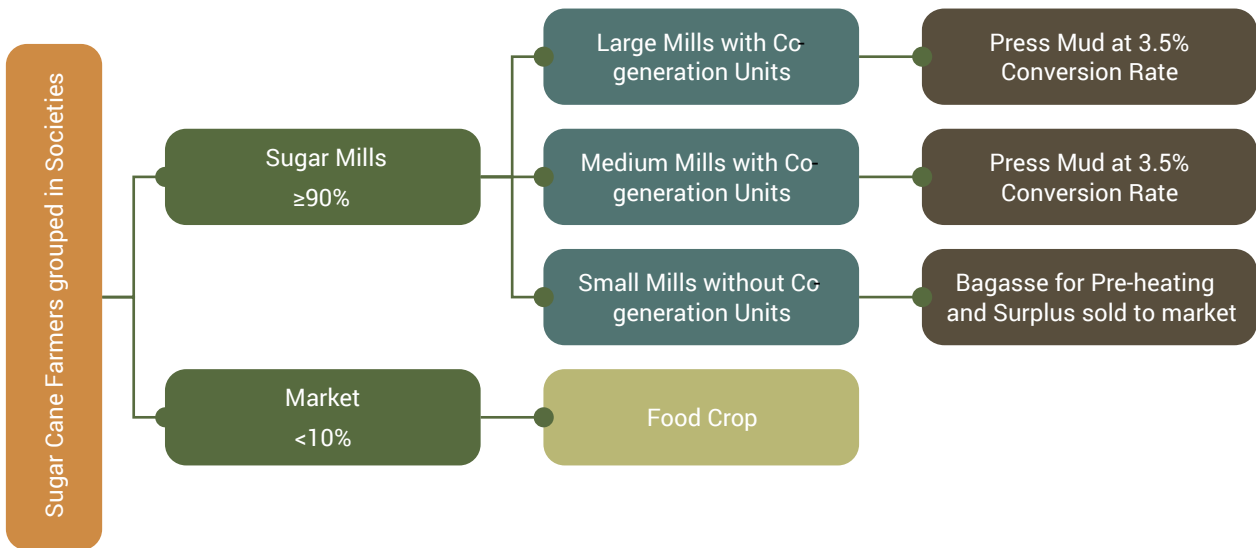 Sugar Cane Farmers grouped in Societies
Sugar Mills
≥90%
Market
<10%
Large Mills with Co-
generation Units
Medium Mills with Co-
generation Units
Small Mills without Co-
generation Units
Food Crop
Press Mud at 3.5%
Conversion Rate
Press Mud at 3.5%
Conversion Rate
Bagasse for Pre-heating
and Surplus sold to market